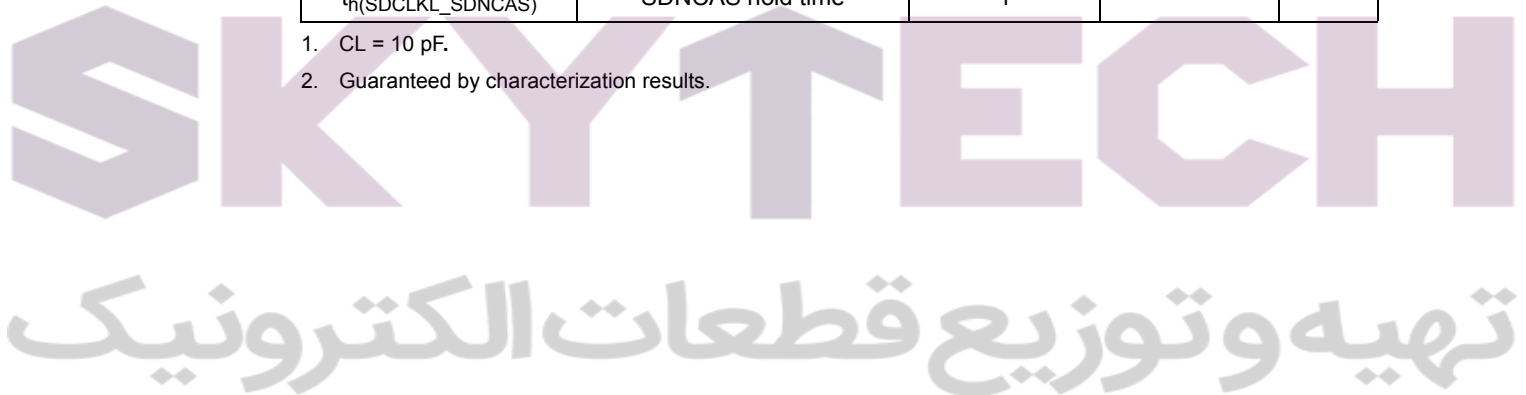 th(SDCLKL_SDNCAS) SDNCAS hold time
1. CL = 10 pF.
2. Guaranteed by characterization results.
SKYTECH
تهیه و توزیع قطعات الکترونیک